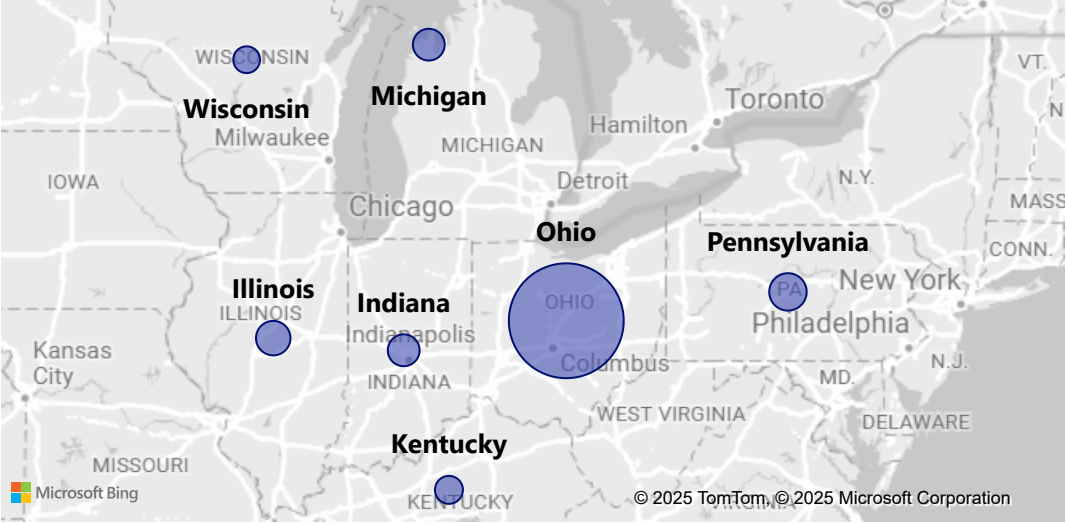 WISCONSIN
Wisconsin
Michigan
Toronto
VT.
N
Milwaukee
Hamilton
MICHIGAN
IOWA
Detroit
N.Y.
MASS
Chicago
Ohio
Pennsylvania
CONN.
Illinois
Indiana
OHIO
PA
New York
ILLINOIS
Indianapolis
Philadelphia
Kansas
City
Columbus
N.J.
INDIANA
MD.
WEST VIRGINIA
DELAWARE
Kentucky
MISSOURI
Microsoft Bing
KENTUCKY
VIRGINIA
© 2025 TomTom, © 2025 Microsoft Corporation